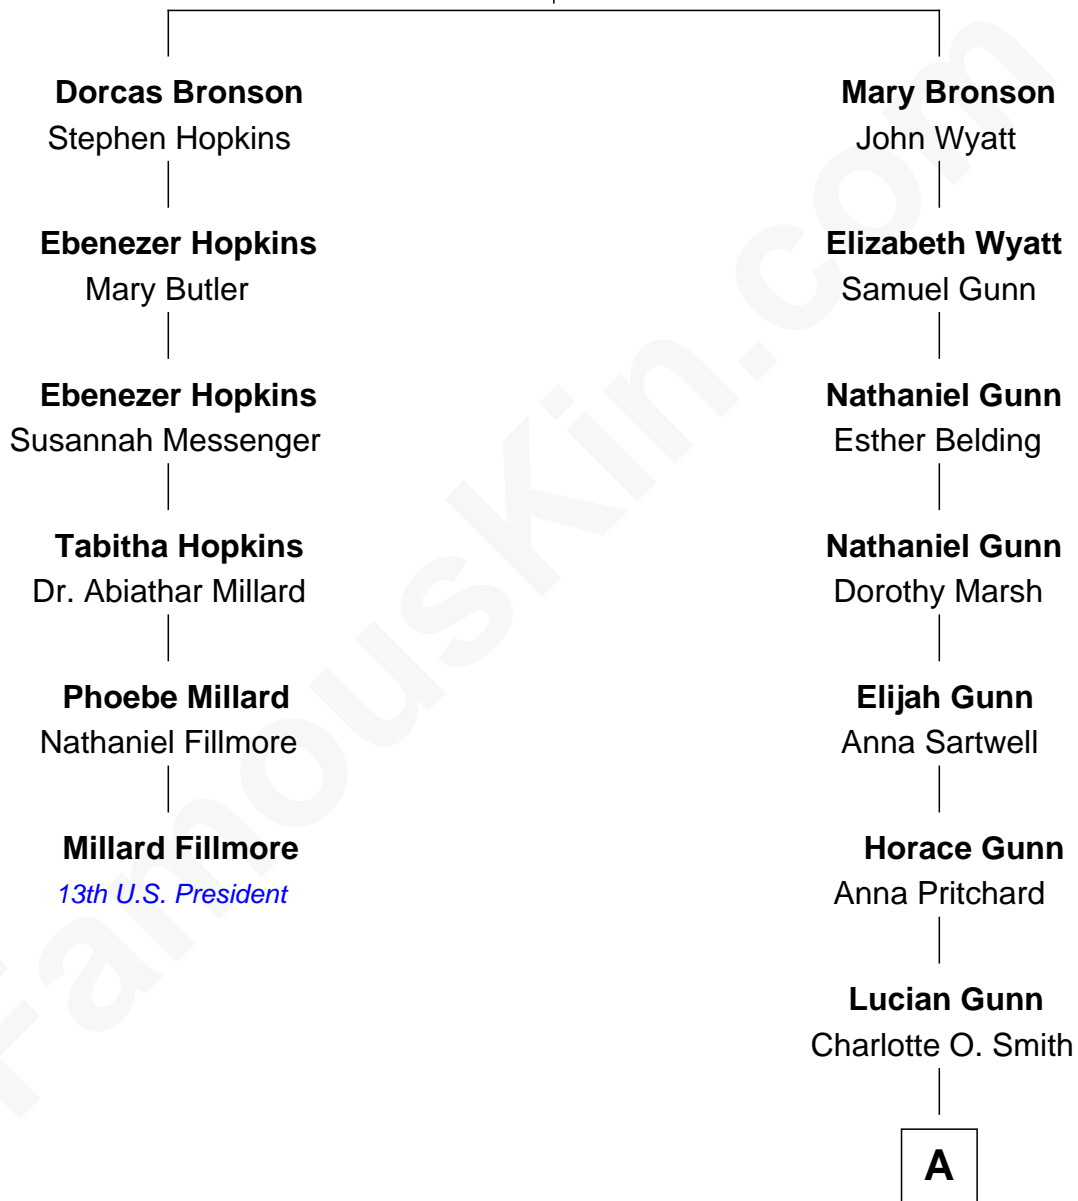 Dorcas Bronson
Stephen Hopkins
Ebenezer Hopkins
Mary Butler
Ebenezer Hopkins
Susannah Messenger
Tabitha Hopkins
Dr. Abiathar Millard
Phoebe Millard
Nathaniel Fillmore
Millard Fillmore
13th U.S. President
Mary Bronson
John Wyatt
Elizabeth Wyatt
Samuel Gunn
Nathaniel Gunn
Esther Belding
Nathaniel Gunn
Dorothy Marsh
Elijah Gunn
Anna Sartwell
Horace Gunn
Anna Pritchard
Lucian Gunn
Charlotte O. Smith
A
FamousKin.com